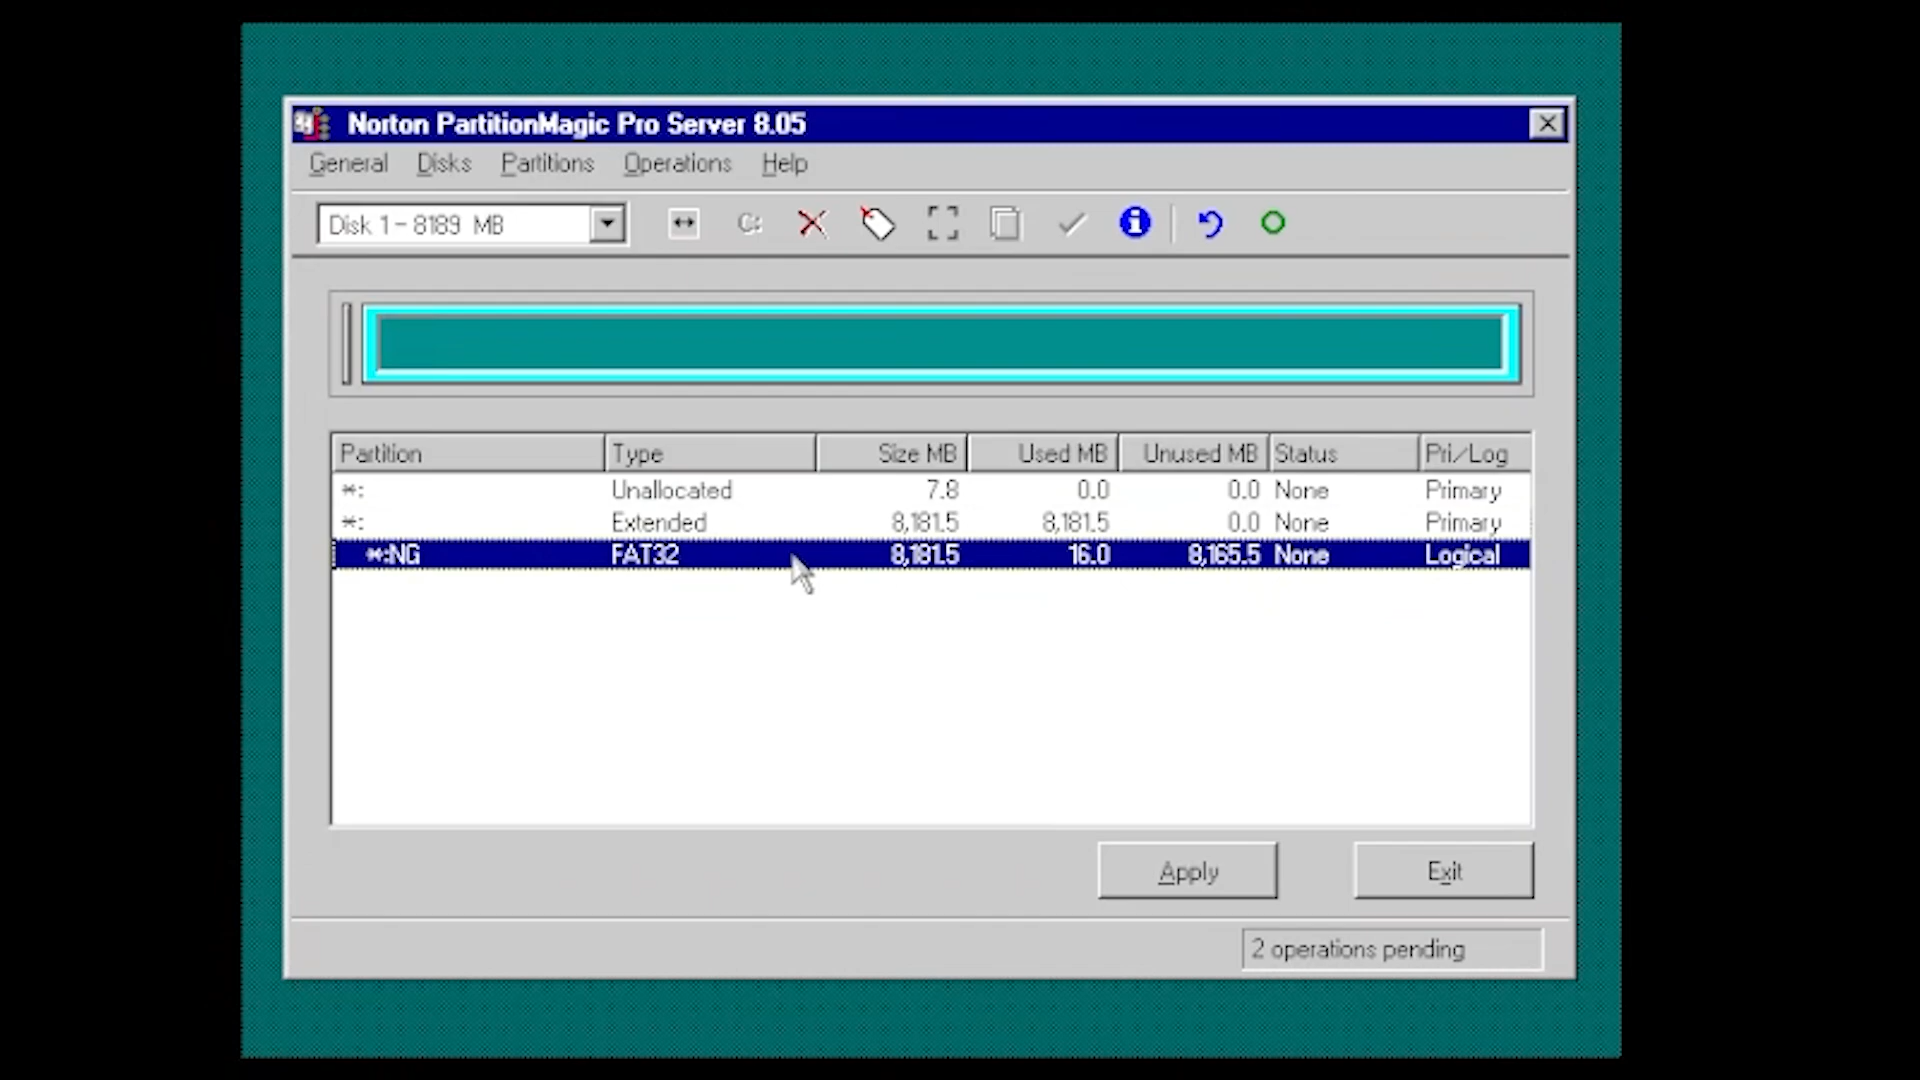 Norton PartitionMagic Pro Server 8.05
General Disks Partitions Operations Help
Disk 1 - 8189 MB C:
Partition Type Size MB Used MB Unused MB Status Pri/Log
*: Unallocated 7.8 0.0 0.0 None Primary
*: Extended 8,181.5 8,181.5 0.0 None Primary
*:NG FAT32 8,181.5 16.0 8,165.5 None Logical
Apply Exit
2 operations pending